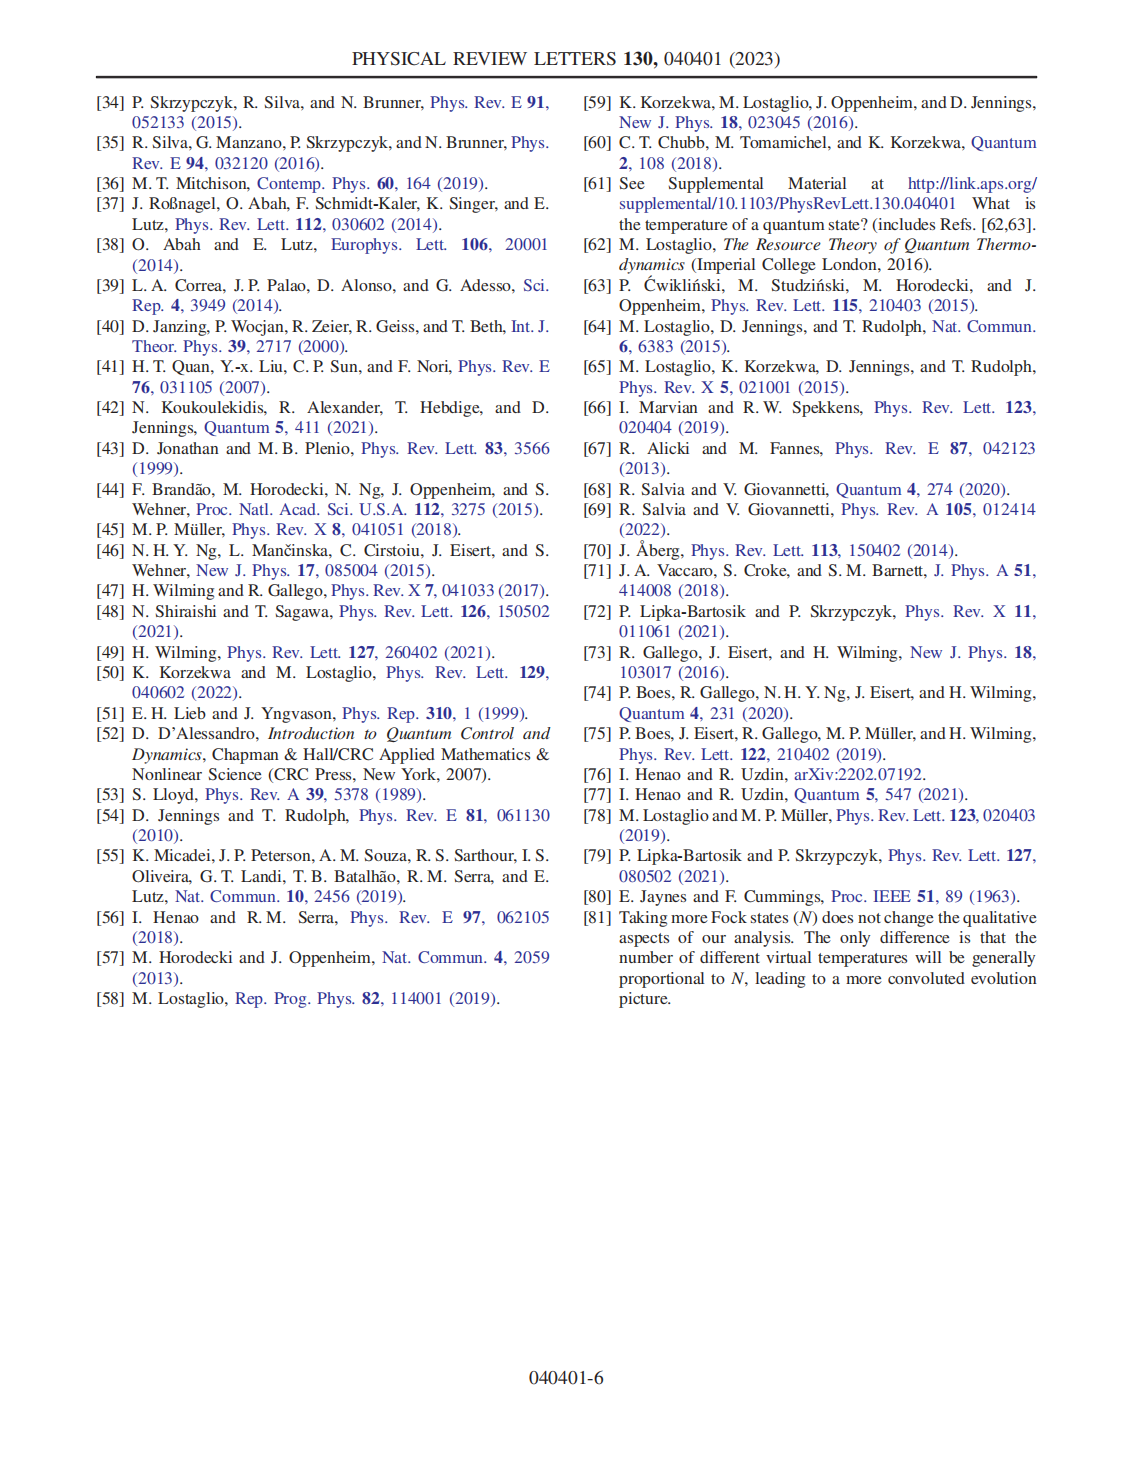 PHYSICAL REVIEW LETTERS 130, 040401 (2023)
[34] P. Skrzypczyk, R. Silva, and N. Brunner, Phys. Rev. E 91,
052133 (2015).
[35] R. Silva, G. Manzano, P. Skrzypczyk, and N. Brunner, Phys.
Rev. E 94, 032120 (2016).
[36] M. T. Mitchison, Contemp. Phys. 60, 164 (2019).
[37] J. Roßnagel, O. Abah, F. Schmidt-Kaler, K. Singer, and E.
Lutz, Phys. Rev. Lett. 112, 030602 (2014).
[38] O. Abah and E. Lutz, Europhys. Lett. 106, 20001
(2014).
[39] L. A. Correa, J. P. Palao, D. Alonso, and G. Adesso, Sci.
Rep. 4, 3949 (2014).
[40] D. Janzing, P. Wocjan, R. Zeier, R. Geiss, and T. Beth, Int. J.
Theor. Phys. 39, 2717 (2000).
[41] H. T. Quan, Y.-x. Liu, C. P. Sun, and F. Nori, Phys. Rev. E
76, 031105 (2007).
[42] N. Koukoulekidis, R. Alexander, T. Hebdige, and D.
Jennings, Quantum 5, 411 (2021).
[43] D. Jonathan and M. B. Plenio, Phys. Rev. Lett. 83, 3566
(1999).
[44] F. Brandão, M. Horodecki, N. Ng, J. Oppenheim, and S.
Wehner, Proc. Natl. Acad. Sci. U.S.A. 112, 3275 (2015).
[45] M. P. Müller, Phys. Rev. X 8, 041051 (2018).
[46] N. H. Y. Ng, L. Mančinska, C. Cirstoiu, J. Eisert, and S.
Wehner, New J. Phys. 17, 085004 (2015).
[47] H. Wilming and R. Gallego, Phys. Rev. X 7, 041033 (2017).
[48] N. Shiraishi and T. Sagawa, Phys. Rev. Lett. 126, 150502
(2021).
[49] H. Wilming, Phys. Rev. Lett. 127, 260402 (2021).
[50] K. Korzekwa and M. Lostaglio, Phys. Rev. Lett. 129,
040602 (2022).
[51] E. H. Lieb and J. Yngvason, Phys. Rep. 310, 1 (1999).
[52] D. D'Alessandro, Introduction to Quantum Control and
Dynamics, Chapman & Hall/CRC Applied Mathematics &
Nonlinear Science (CRC Press, New York, 2007).
[53] S. Lloyd, Phys. Rev. A 39, 5378 (1989).
[54] D. Jennings and T. Rudolph, Phys. Rev. E 81, 061130
(2010).
[55] K. Micadei, J. P. Peterson, A. M. Souza, R. S. Sarthour, I. S.
Oliveira, G. T. Landi, T. B. Batalhão, R. M. Serra, and E.
Lutz, Nat. Commun. 10, 2456 (2019).
[56] I. Henao and R. M. Serra, Phys. Rev. E 97, 062105
(2018).
[57] M. Horodecki and J. Oppenheim, Nat. Commun. 4, 2059
(2013).
[58] M. Lostaglio, Rep. Prog. Phys. 82, 114001 (2019).
[59] K. Korzekwa, M. Lostaglio, J. Oppenheim, and D. Jennings,
New J. Phys. 18, 023045 (2016).
[60] C. T. Chubb, M. Tomamichel, and K. Korzekwa, Quantum
2, 108 (2018).
[61] See Supplemental Material at http://link.aps.org/
supplemental/10.1103/PhysRevLett.130.040401 What is
the temperature of a quantum state? (includes Refs. [62,63].
[62] M. Lostaglio, The Resource Theory of Quantum Thermo-
dynamics (Imperial College London, 2016).
[63] P. Ćwikliński, M. Studziński, M. Horodecki, and J.
Oppenheim, Phys. Rev. Lett. 115, 210403 (2015).
[64] M. Lostaglio, D. Jennings, and T. Rudolph, Nat. Commun.
6, 6383 (2015).
[65] M. Lostaglio, K. Korzekwa, D. Jennings, and T. Rudolph,
Phys. Rev. X 5, 021001 (2015).
[66] I. Marvian and R. W. Spekkens, Phys. Rev. Lett. 123,
020404 (2019).
[67] R. Alicki and M. Fannes, Phys. Rev. E 87, 042123
(2013).
[68] R. Salvia and V. Giovannetti, Quantum 4, 274 (2020).
[69] R. Salvia and V. Giovannetti, Phys. Rev. A 105, 012414
(2022).
[70] J. Åberg, Phys. Rev. Lett. 113, 150402 (2014).
[71] J. A. Vaccaro, S. Croke, and S. M. Barnett, J. Phys. A 51,
414008 (2018).
[72] P. Lipka-Bartosik and P. Skrzypczyk, Phys. Rev. X 11,
011061 (2021).
[73] R. Gallego, J. Eisert, and H. Wilming, New J. Phys. 18,
103017 (2016).
[74] P. Boes, R. Gallego, N. H. Y. Ng, J. Eisert, and H. Wilming,
Quantum 4, 231 (2020).
[75] P. Boes, J. Eisert, R. Gallego, M. P. Müller, and H. Wilming,
Phys. Rev. Lett. 122, 210402 (2019).
[76] I. Henao and R. Uzdin, arXiv:2202.07192.
[77] I. Henao and R. Uzdin, Quantum 5, 547 (2021).
[78] M. Lostaglio and M. P. Müller, Phys. Rev. Lett. 123, 020403
(2019).
[79] P. Lipka-Bartosik and P. Skrzypczyk, Phys. Rev. Lett. 127,
080502 (2021).
[80] E. Jaynes and F. Cummings, Proc. IEEE 51, 89 (1963).
[81] Taking more Fock states (N) does not change the qualitative
aspects of our analysis. The only difference is that the
number of different virtual temperatures will be generally
proportional to N, leading to a more convoluted evolution
picture.
040401-6